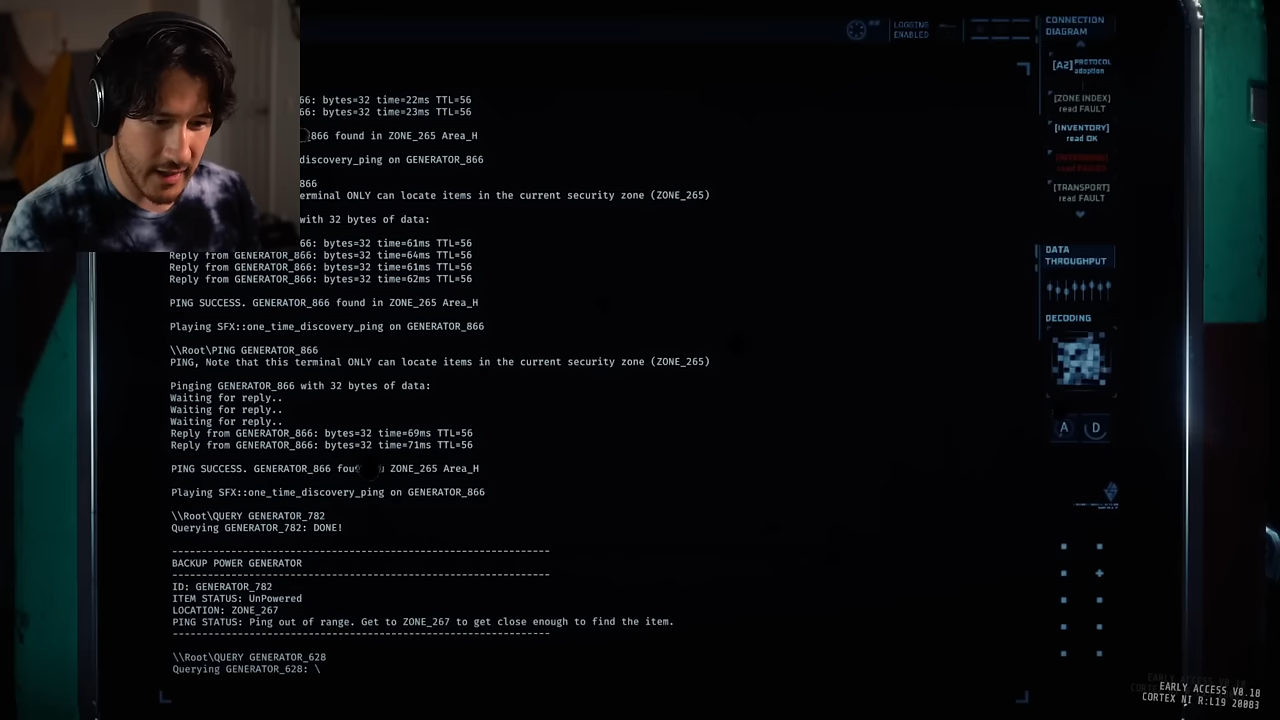 LOGGING
ENABLED
CONNECTION
DIAGRAM
[A2] PROTOCOL
adoption
[ZONE INDEX]
read FAULT
[INVENTORY]
read OK
read FAULT
[TRANSPORT]
read FAULT
DATA
THROUGHPUT
DECODING
A D
66: bytes=32 time=22ms TTL=56
66: bytes=32 time=23ms TTL=56
_866 found in ZONE_265 Area_H
discovery_ping on GENERATOR_866
866
erminal ONLY can locate items in the current security zone (ZONE_265)
with 32 bytes of data:
66: bytes=32 time=61ms TTL=56
Reply from GENERATOR_866: bytes=32 time=64ms TTL=56
Reply from GENERATOR_866: bytes=32 time=61ms TTL=56
Reply from GENERATOR_866: bytes=32 time=62ms TTL=56
PING SUCCESS. GENERATOR_866 found in ZONE_265 Area_H
Playing SFX::one_time_discovery_ping on GENERATOR_866
\\Root\PING GENERATOR_866
PING, Note that this terminal ONLY can locate items in the current security zone (ZONE_265)
Pinging GENERATOR_866 with 32 bytes of data:
Waiting for reply..
Waiting for reply..
Waiting for reply..
Reply from GENERATOR_866: bytes=32 time=69ms TTL=56
Reply from GENERATOR_866: bytes=32 time=71ms TTL=56
PING SUCCESS. GENERATOR_866 fou ZONE_265 Area_H
Playing SFX::one_time_discovery_ping on GENERATOR_866
\\Root\QUERY GENERATOR_782
Querying GENERATOR_782: DONE!
----------------------------------------------------------------
BACKUP POWER GENERATOR
----------------------------------------------------------------
ID: GENERATOR_782
ITEM STATUS: UnPowered
LOCATION: ZONE_267
PING STATUS: Ping out of range. Get to ZONE_267 to get close enough to find the item.
----------------------------------------------------------------
\\Root\QUERY GENERATOR_628
Querying GENERATOR_628: \
EARLY ACCESS V0.18
CORTEX NI R:L19 20083